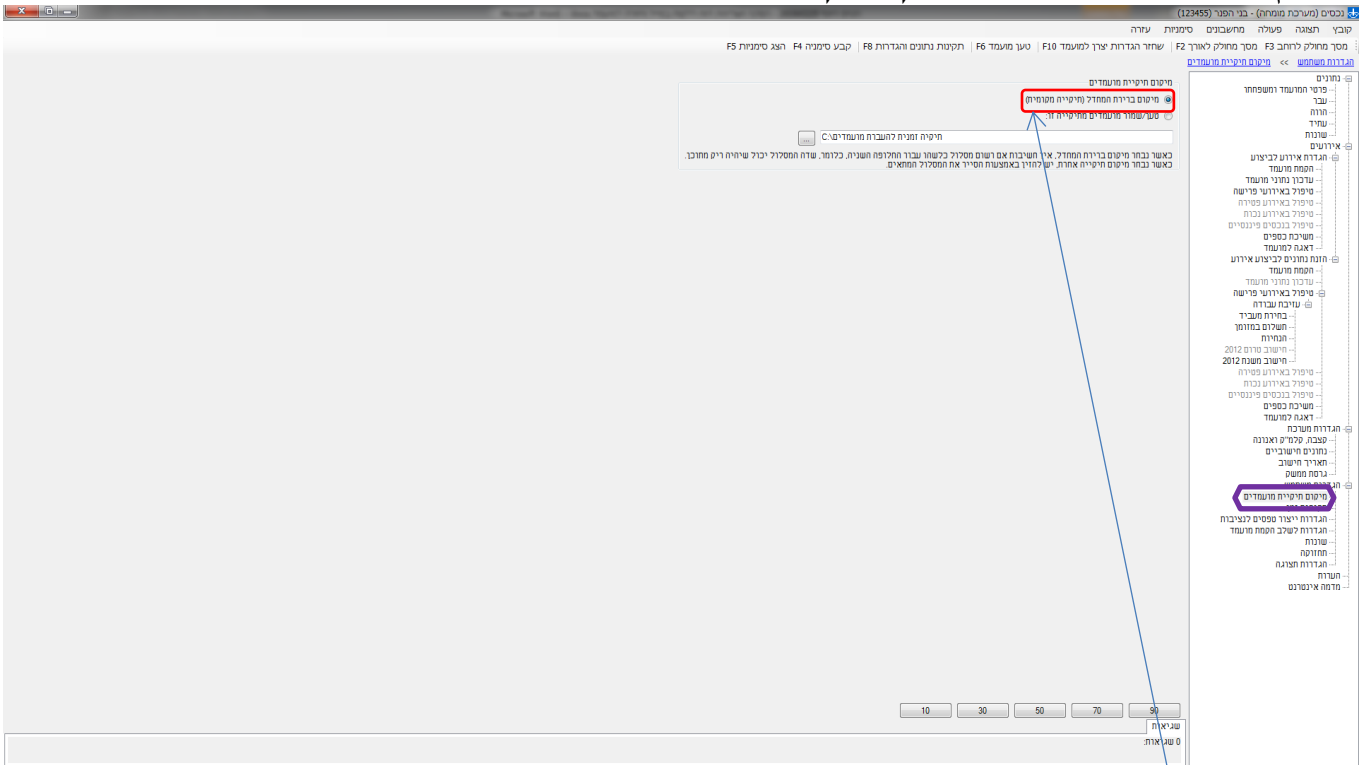 נכסים (מערכת מומחה) - בני הפנר (123455)
קובץ תצוגה פעולה מחשבונים סימניות עזרה
מסך מחולק לרוחב F3 מסך מחולק לאורך F2 שחזר הגדרות יצרן למועמד F10 טען מועמד F6 תקינות נתונים והגדרות F8 קבע סימניה F4 הצג סימניות F5
הגדרות משתמש >> מיקום תיקיית מועמדים
נתונים
פרטי המועמד ומשפחתו
עבר
הווה
עתיד
שונות
אירועים
הגדרת אירוע לביצוע
הקמת מועמד
עדכון נתוני מועמד
טיפול באירועי פרישה
טיפול באירוע פטירה
טיפול באירוע נכות
טיפול בנכסים פיננסיים
משיכת כספים
דאגה למועמד
הזנת נתונים לביצוע אירוע
הקמת מועמד
עדכון נתוני מועמד
טיפול באירועי פרישה
עזיבת עבודה
בחירת מעביד
תשלום במזומן
הנחיות
חישוב טרום 2012
חישוב משנת 2012
טיפול באירוע פטירה
טיפול באירוע נכות
טיפול בנכסים פיננסיים
משיכת כספים
דאגה למועמד
הגדרות מערכת
קצבה, קלמ"ק ואנונה
נתונים חישוביים
תאריך חישוב
גרסת ממשק
הגדרות משתמש
מיקום תיקיית מועמדים
הגדרות ייצור טפסים לנציבות
הגדרות לשלב הקמת מועמד
שונות
תחזוקה
הגדרות תצוגה
הערות
מדמה אינטרנט
מיקום תיקיית מועמדים
מיקום ברירת המחדל (תיקייה מקומית)
טען/שמור מועמדים מתיקייה זו:
C:\תיקיה זמנית להעברת מועמדים
...
כאשר נבחר מיקום ברירת המחדל, אין חשיבות אם רשום מסלול כלשהו עבור החלופה השניה, כלומר, שדה המסלול יכול שיהיה ריק מתוכן.
כאשר נבחר מיקום תיקייה אחרת, יש להזין באמצעות הסייר את המסלול המתאים.
90 70 50 30 10
שגיאות
0 שגיאות: